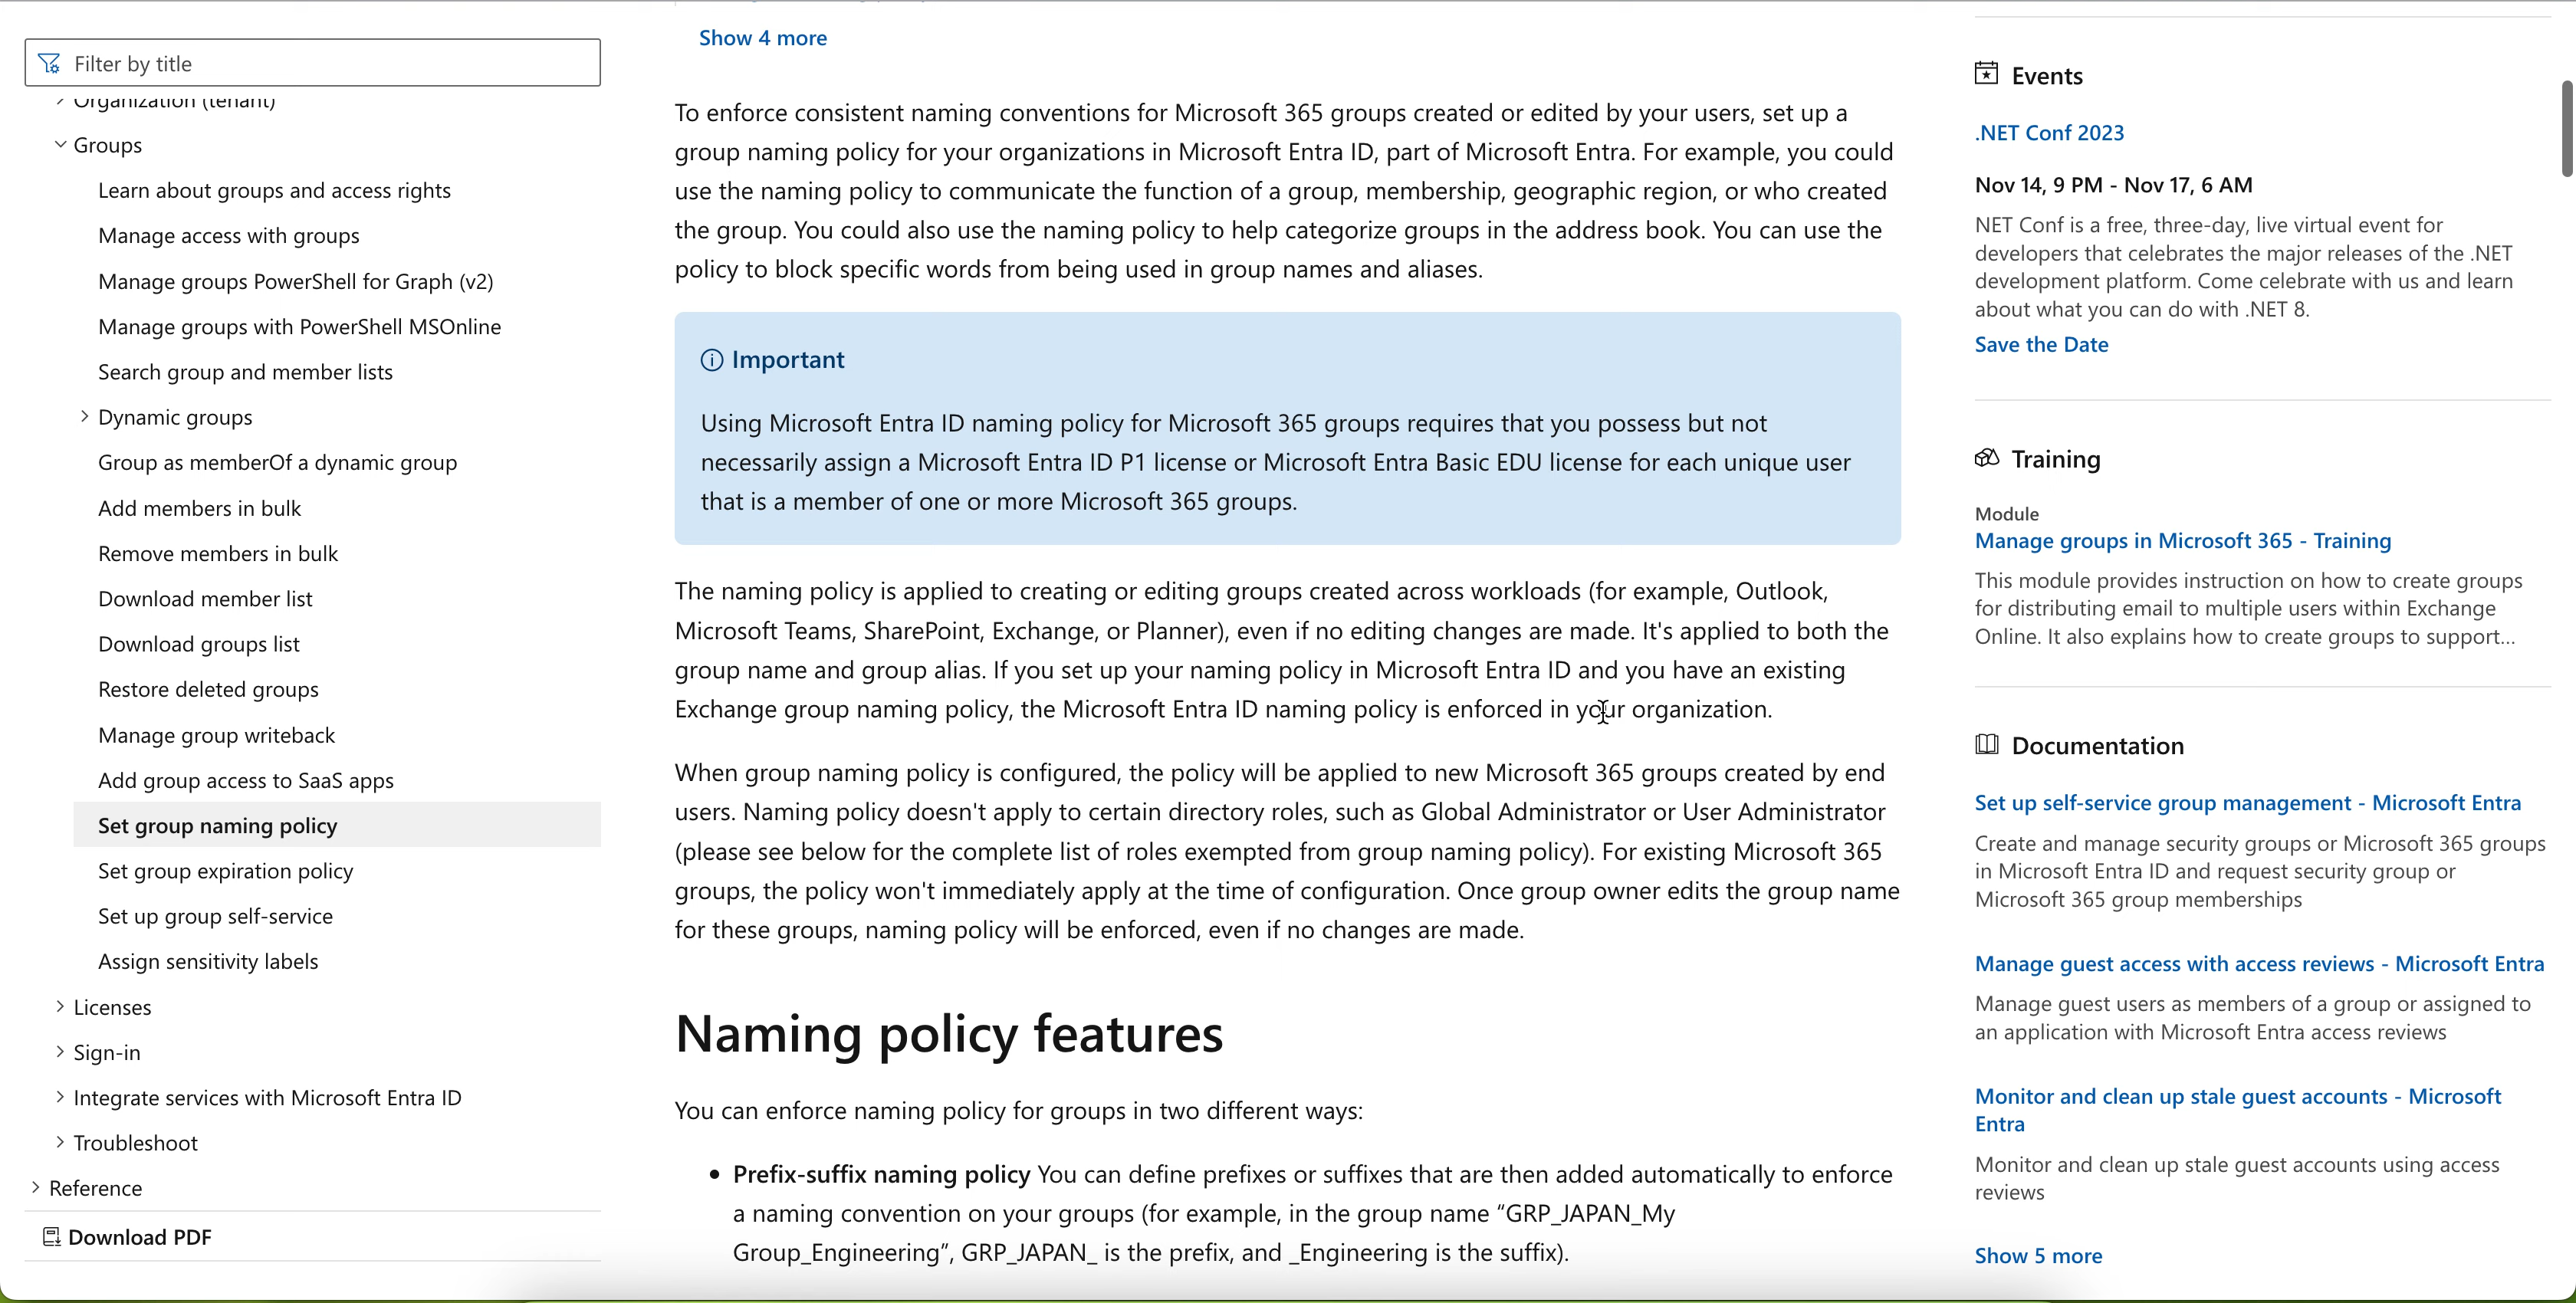 Filter by title
Organization (tenant)
Groups
Learn about groups and access rights
Manage access with groups
Manage groups PowerShell for Graph (v2)
Manage groups with PowerShell MSOnline
Search group and member lists
Dynamic groups
Group as memberOf a dynamic group
Add members in bulk
Remove members in bulk
Download member list
Download groups list
Restore deleted groups
Manage group writeback
Add group access to SaaS apps
Set group naming policy
Set group expiration policy
Set up group self-service
Assign sensitivity labels
Licenses
Sign-in
Integrate services with Microsoft Entra ID
Troubleshoot
Reference
Download PDF
Show 4 more
To enforce consistent naming conventions for Microsoft 365 groups created or edited by your users, set up a
group naming policy for your organizations in Microsoft Entra ID, part of Microsoft Entra. For example, you could
use the naming policy to communicate the function of a group, membership, geographic region, or who created
the group. You could also use the naming policy to help categorize groups in the address book. You can use the
policy to block specific words from being used in group names and aliases.
Important
Using Microsoft Entra ID naming policy for Microsoft 365 groups requires that you possess but not
necessarily assign a Microsoft Entra ID P1 license or Microsoft Entra Basic EDU license for each unique user
that is a member of one or more Microsoft 365 groups.
The naming policy is applied to creating or editing groups created across workloads (for example, Outlook,
Microsoft Teams, SharePoint, Exchange, or Planner), even if no editing changes are made. It's applied to both the
group name and group alias. If you set up your naming policy in Microsoft Entra ID and you have an existing
Exchange group naming policy, the Microsoft Entra ID naming policy is enforced in your organization.
When group naming policy is configured, the policy will be applied to new Microsoft 365 groups created by end
users. Naming policy doesn't apply to certain directory roles, such as Global Administrator or User Administrator
(please see below for the complete list of roles exempted from group naming policy). For existing Microsoft 365
groups, the policy won't immediately apply at the time of configuration. Once group owner edits the group name
for these groups, naming policy will be enforced, even if no changes are made.
Naming policy features
You can enforce naming policy for groups in two different ways:
• Prefix-suffix naming policy You can define prefixes or suffixes that are then added automatically to enforce
a naming convention on your groups (for example, in the group name “GRP_JAPAN_My
Group_Engineering”, GRP_JAPAN_ is the prefix, and _Engineering is the suffix).
Events
.NET Conf 2023
Nov 14, 9 PM - Nov 17, 6 AM
NET Conf is a free, three-day, live virtual event for
developers that celebrates the major releases of the .NET
development platform. Come celebrate with us and learn
about what you can do with .NET 8.
Save the Date
Training
Module
Manage groups in Microsoft 365 - Training
This module provides instruction on how to create groups
for distributing email to multiple users within Exchange
Online. It also explains how to create groups to support...
Documentation
Set up self-service group management - Microsoft Entra
Create and manage security groups or Microsoft 365 groups
in Microsoft Entra ID and request security group or
Microsoft 365 group memberships
Manage guest access with access reviews - Microsoft Entra
Manage guest users as members of a group or assigned to
an application with Microsoft Entra access reviews
Monitor and clean up stale guest accounts - Microsoft
Entra
Monitor and clean up stale guest accounts using access
reviews
Show 5 more